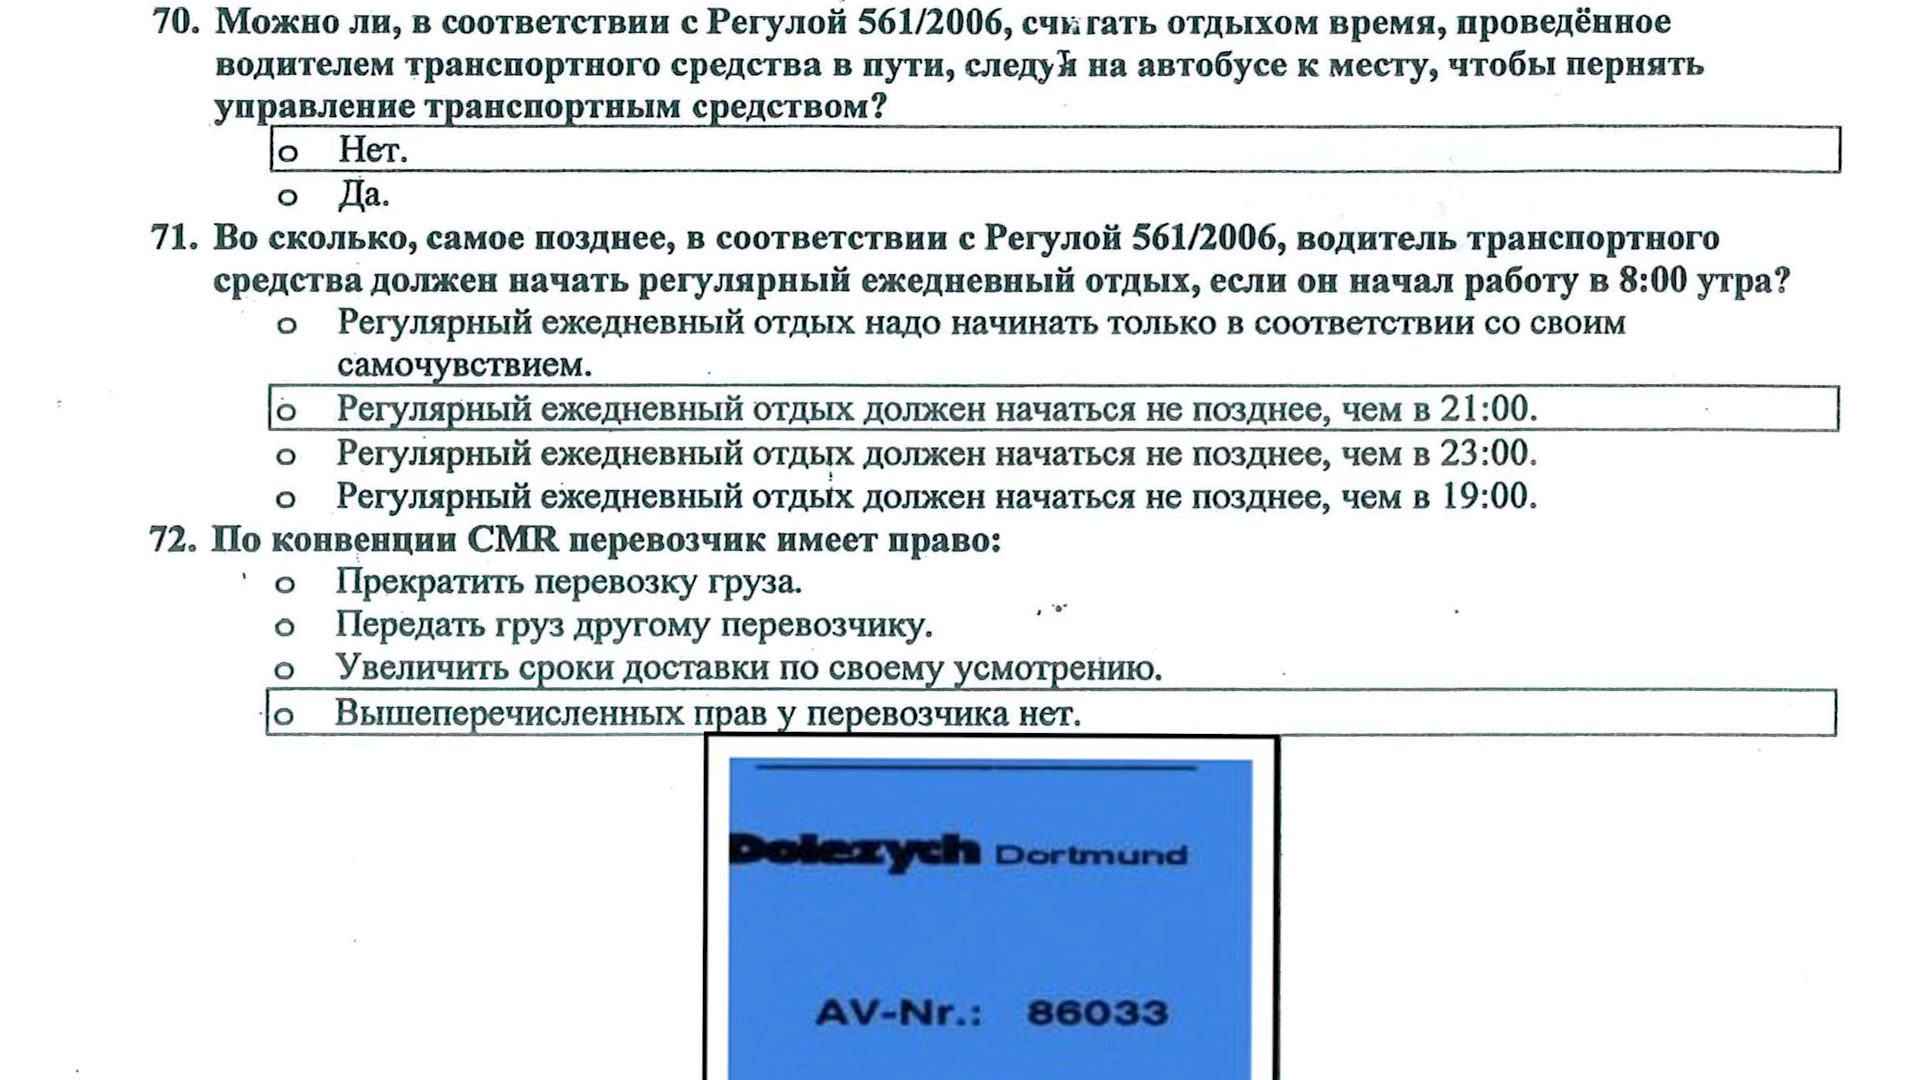 70. Можно ли, в соответствии с Регулой 561/2006, считать отдыхом время, проведённое
водителем транспортного средства в пути, следуя на автобусе к месту, чтобы пернять
управление транспортным средством?
o Нет.
o Да.
71. Во сколько, самое позднее, в соответствии с Регулой 561/2006, водитель транспортного
средства должен начать регулярный ежедневный отдых, если он начал работу в 8:00 утра?
o Регулярный ежедневный отдых надо начинать только в соответствии со своим
самочувствием.
o Регулярный ежедневный отдых должен начаться не позднее, чем в 21:00.
o Регулярный ежедневный отдых должен начаться не позднее, чем в 23:00.
o Регулярный ежедневный отдых должен начаться не позднее, чем в 19:00.
72. По конвенции CMR перевозчик имеет право:
o Прекратить перевозку груза.
o Передать груз другому перевозчику.
o Увеличить сроки доставки по своему усмотрению.
o Вышеперечисленных прав у перевозчика нет.
Dolezych Dortmund
AV-Nr.: 86033